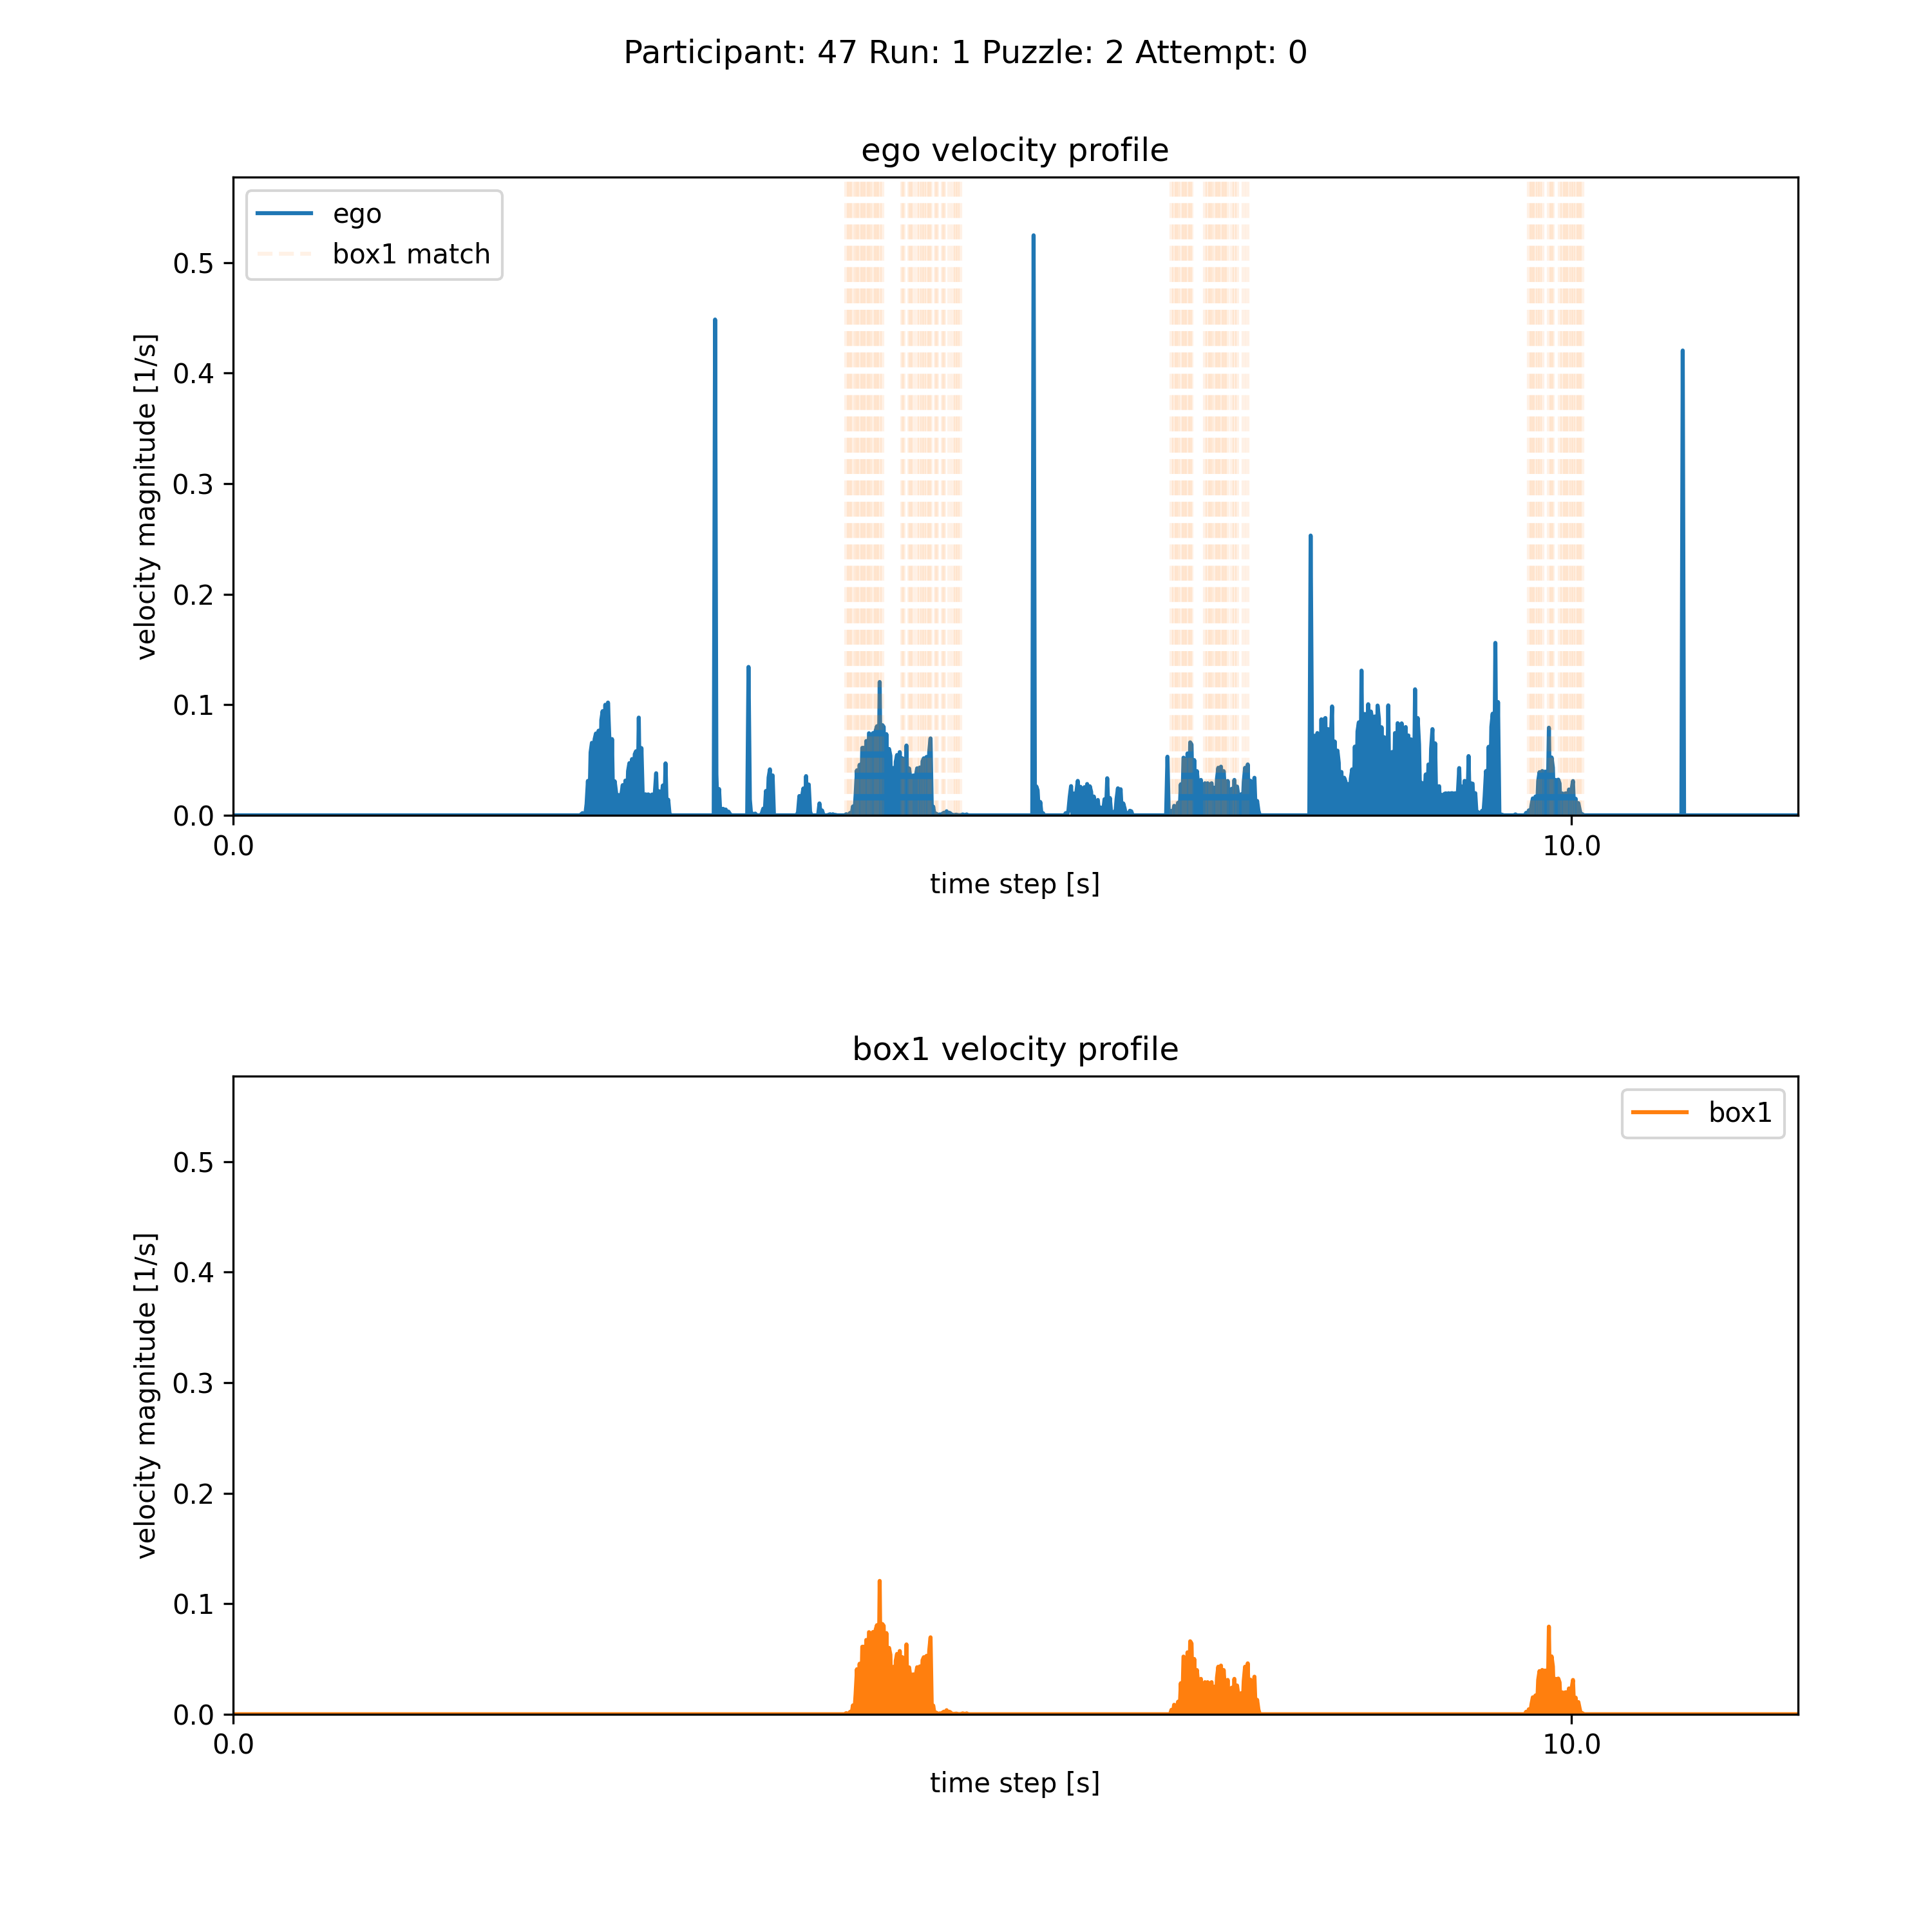 Participant: 47 Run: 1 Puzzle: 2 Attempt: 0
ego velocity profile
ego
box1 match
velocity magnitude [1/s]
0.5
0.4
0.3
0.2
0.1
0.0
0.0 10.0
time step [s]
box1 velocity profile
box1
velocity magnitude [1/s]
0.5
0.4
0.3
0.2
0.1
0.0
0.0 10.0
time step [s]